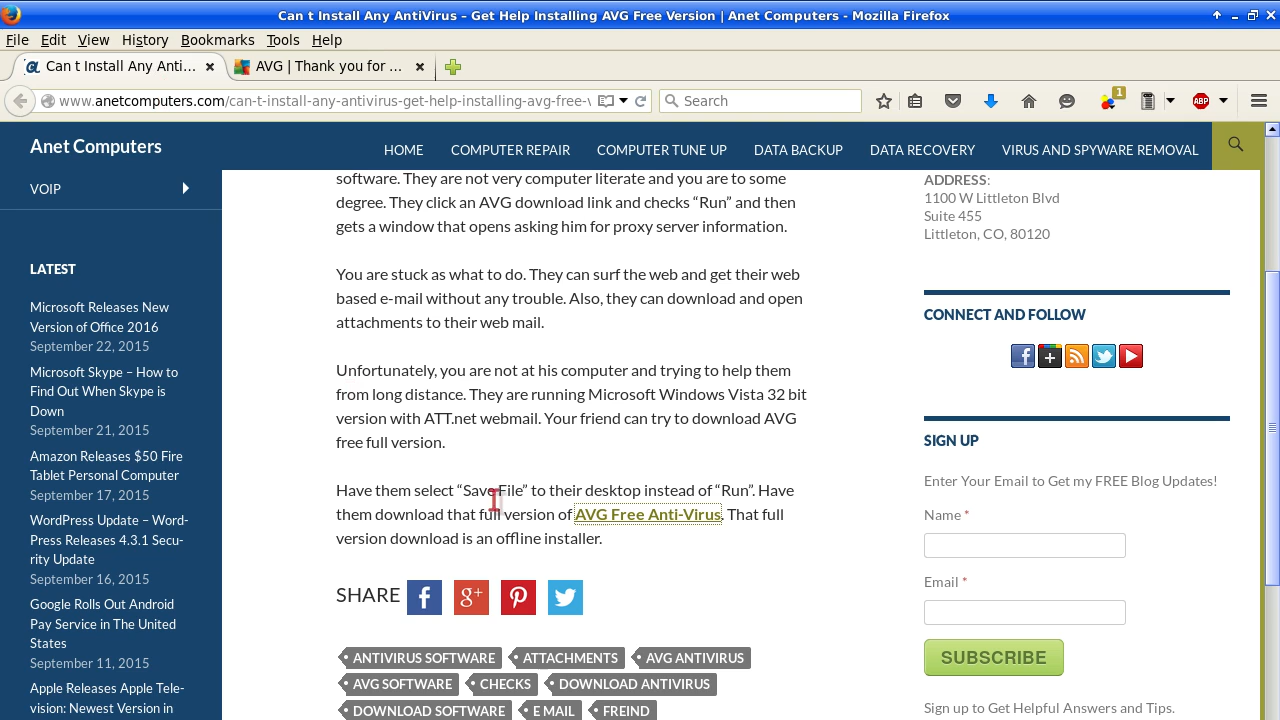 Can t Install Any AntiVirus – Get Help Installing AVG Free Version | Anet Computers - Mozilla Firefox
File Edit View History Bookmarks Tools Help
Can t Install Any Anti...
AVG | Thank you for ...
www.anetcomputers.com/can-t-install-any-antivirus-get-help-installing-avg-free-v
Search
1
ABP
Anet Computers
HOME COMPUTER REPAIR COMPUTER TUNE UP DATA BACKUP DATA RECOVERY VIRUS AND SPYWARE REMOVAL
VOIP
LATEST
Microsoft Releases New
Version of Office 2016
September 22, 2015
Microsoft Skype – How to
Find Out When Skype is
Down
September 21, 2015
Amazon Releases $50 Fire
Tablet Personal Computer
September 17, 2015
WordPress Update – Word-
Press Releases 4.3.1 Secu-
rity Update
September 16, 2015
Google Rolls Out Android
Pay Service in The United
States
September 11, 2015
Apple Releases Apple Tele-
vision: Newest Version in
software. They are not very computer literate and you are to some
degree. They click an AVG download link and checks “Run” and then
gets a window that opens asking him for proxy server information.
You are stuck as what to do. They can surf the web and get their web
based e-mail without any trouble. Also, they can download and open
attachments to their web mail.
Unfortunately, you are not at his computer and trying to help them
from long distance. They are running Microsoft Windows Vista 32 bit
version with ATT.net webmail. Your friend can try to download AVG
free full version.
Have them select “Save File” to their desktop instead of “Run”. Have
them download that full version of AVG Free Anti-Virus. That full
version download is an offline installer.
SHARE
ANTIVIRUS SOFTWARE ATTACHMENTS AVG ANTIVIRUS
AVG SOFTWARE CHECKS DOWNLOAD ANTIVIRUS
DOWNLOAD SOFTWARE E MAIL FREIND
ADDRESS:
1100 W Littleton Blvd
Suite 455
Littleton, CO, 80120
CONNECT AND FOLLOW
SIGN UP
Enter Your Email to Get my FREE Blog Updates!
Name *
Email *
SUBSCRIBE
Sign up to Get Helpful Answers and Tips.